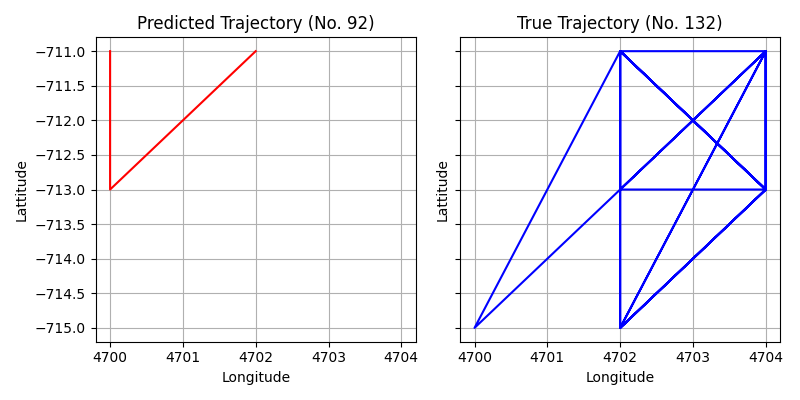 Predicted Trajectory (No. 92)
True Trajectory (No. 132)
−711.0
−711.5
−712.0
−712.5
−713.0
−713.5
−714.0
−714.5
−715.0
Lattitude
Lattitude
4700 4701 4702 4703 4704
4700 4701 4702 4703 4704
Longitude
Longitude